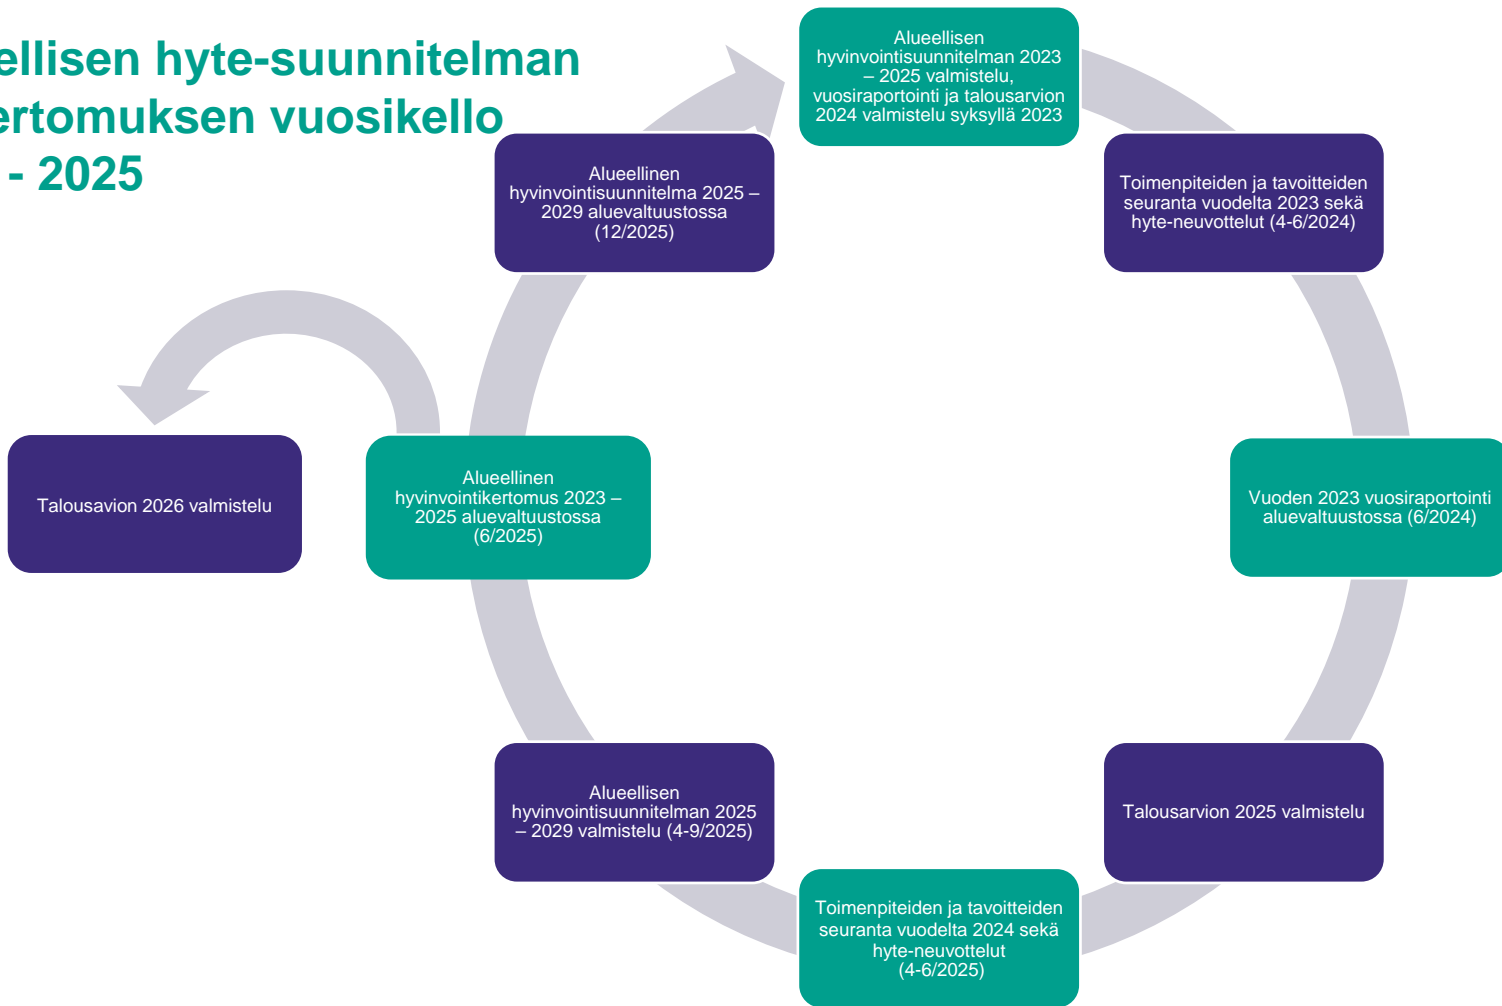 ellisen hyte-suunnitelman
ertomuksen vuosikello
- 2025
Alueellisen
hyvinvointisuunnitelman 2023
– 2025 valmistelu,
vuosiraportointi ja talousarvion
2024 valmistelu syksyllä 2023
Toimenpiteiden ja tavoitteiden
seuranta vuodelta 2023 sekä
hyte-neuvottelut (4-6/2024)
Vuoden 2023 vuosiraportointi
aluevaltuustossa (6/2024)
Talousarvion 2025 valmistelu
Toimenpiteiden ja tavoitteiden
seuranta vuodelta 2024 sekä
hyte-neuvottelut
(4-6/2025)
Alueellisen
hyvinvointisuunnitelman 2025
– 2029 valmistelu (4-9/2025)
Alueellinen
hyvinvointikertomus 2023 –
2025 aluevaltuustossa
(6/2025)
Talousavion 2026 valmistelu
Alueellinen
hyvinvointisuunnitelma 2025 –
2029 aluevaltuustossa
(12/2025)